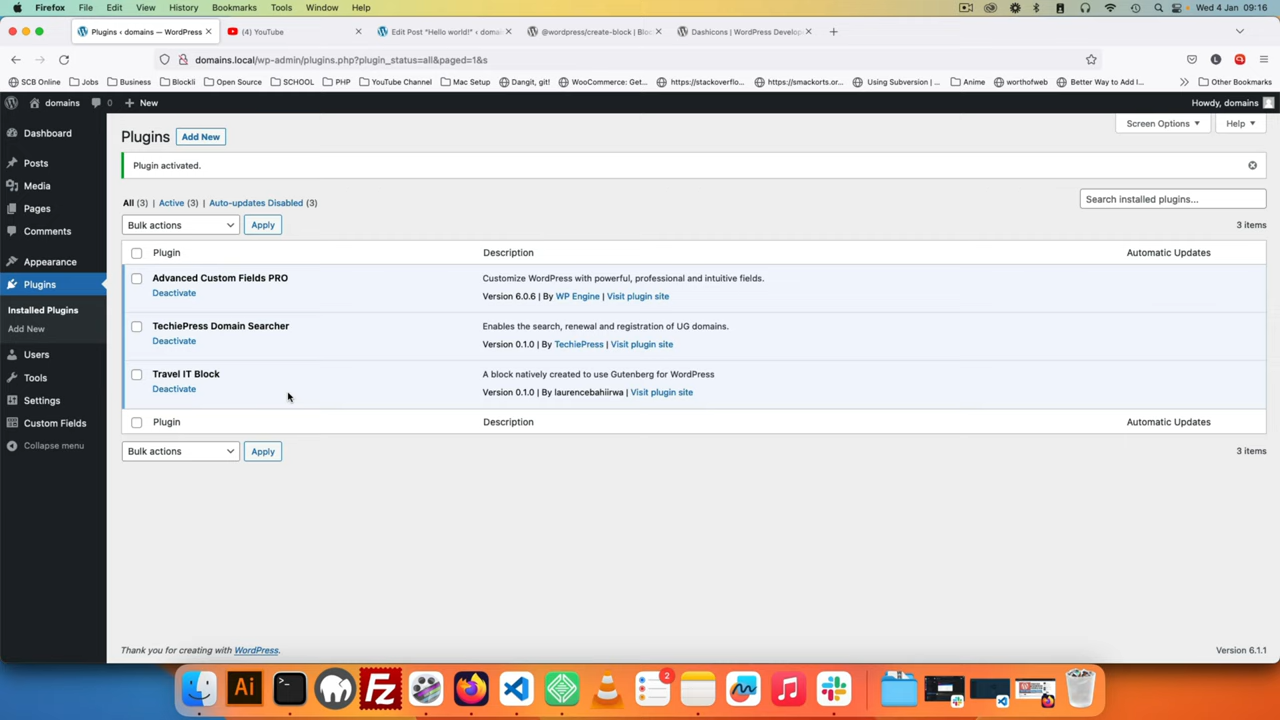 Firefox File Edit View History Bookmarks Tools Window Help Wed 4 Jan 09:16
Plugins ‹ domains — WordPress (4) YouTube Edit Post "Hello world!" ‹ domai @wordpress/create-block | Bloc Dashicons | WordPress Develop
domains.local/wp-admin/plugins.php?plugin_status=all&paged=1&s
SCB Online Jobs Business Blockli Open Source SCHOOL PHP YouTube Channel Mac Setup Dangit, git! WooCommerce: Get... https://stackoverflo... https://smackorts.or... Using Subversion | ... Anime worthofweb Better Way to Add I... Other Bookmarks
domains 0 New Howdy, domains
Screen Options Help
Dashboard
Posts
Media
Pages
Comments
Appearance
Plugins
Installed Plugins
Add New
Users
Tools
Settings
Custom Fields
Collapse menu
Plugins Add New
Plugin activated.
All (3) | Active (3) | Auto-updates Disabled (3)
Search installed plugins...
Bulk actions Apply 3 items
Plugin Description Automatic Updates
Advanced Custom Fields PRO Customize WordPress with powerful, professional and intuitive fields.
Deactivate Version 6.0.6 | By WP Engine | Visit plugin site
TechiePress Domain Searcher Enables the search, renewal and registration of UG domains.
Deactivate Version 0.1.0 | By TechiePress | Visit plugin site
Travel IT Block A block natively created to use Gutenberg for WordPress
Deactivate Version 0.1.0 | By laurencebahiirwa | Visit plugin site
Plugin Description Automatic Updates
Bulk actions Apply 3 items
Thank you for creating with WordPress. Version 6.1.1
Ai Fz 2